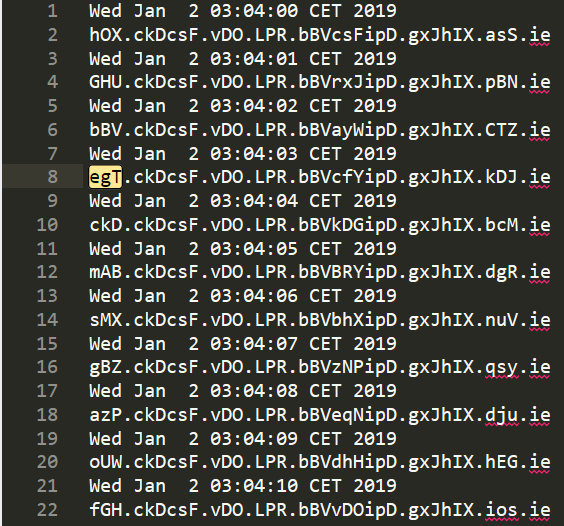 1 Wed Jan  2 03:04:00 CET 2019
2 hOX.ckDcsF.vDO.LPR.bBVcsFipD.gxJhIX.asS.ie
3 Wed Jan  2 03:04:01 CET 2019
4 GHU.ckDcsF.vDO.LPR.bBVrxJipD.gxJhIX.pBN.ie
5 Wed Jan  2 03:04:02 CET 2019
6 bBV.ckDcsF.vDO.LPR.bBVayWipD.gxJhIX.CTZ.ie
7 Wed Jan  2 03:04:03 CET 2019
8 egT.ckDcsF.vDO.LPR.bBVcfYipD.gxJhIX.kDJ.ie
9 Wed Jan  2 03:04:04 CET 2019
10 ckD.ckDcsF.vDO.LPR.bBVkDGipD.gxJhIX.bcM.ie
11 Wed Jan  2 03:04:05 CET 2019
12 mAB.ckDcsF.vDO.LPR.bBVBRYipD.gxJhIX.dgR.ie
13 Wed Jan  2 03:04:06 CET 2019
14 sMX.ckDcsF.vDO.LPR.bBVbhXipD.gxJhIX.nuV.ie
15 Wed Jan  2 03:04:07 CET 2019
16 gBZ.ckDcsF.vDO.LPR.bBVzNPipD.gxJhIX.qsy.ie
17 Wed Jan  2 03:04:08 CET 2019
18 azP.ckDcsF.vDO.LPR.bBVeqNipD.gxJhIX.dju.ie
19 Wed Jan  2 03:04:09 CET 2019
20 oUW.ckDcsF.vDO.LPR.bBVdhHipD.gxJhIX.hEG.ie
21 Wed Jan  2 03:04:10 CET 2019
22 fGH.ckDcsF.vDO.LPR.bBVvDOipD.gxJhIX.ios.ie